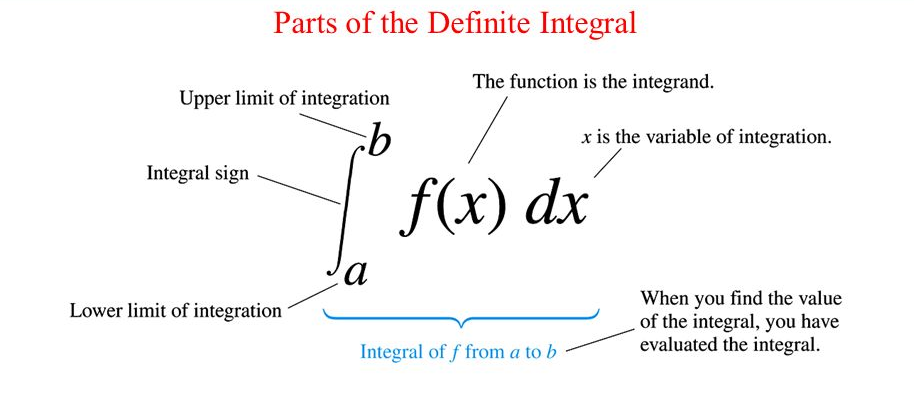 Parts of the Definite Integral
The function is the integrand.
Upper limit of integration
x is the variable of integration.
b
Integral sign
∫ f(x) dx
a
Lower limit of integration
When you find the value
of the integral, you have
evaluated the integral.
Integral of f from a to b